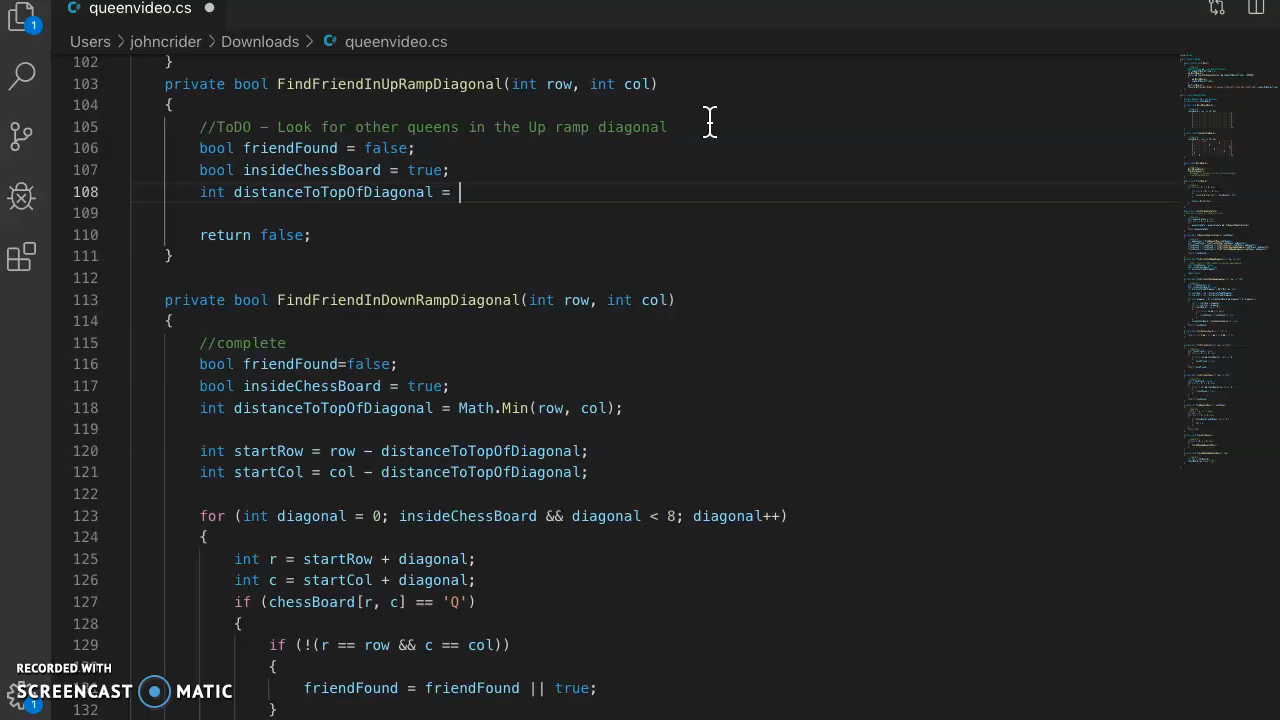 queenvideo.cs
Users > johncrider > Downloads > queenvideo.cs
102 }
103 private bool FindFriendInUpRampDiagonal(int row, int col)
104 {
105 //ToDO – Look for other queens in the Up ramp diagonal
106 bool friendFound = false;
107 bool insideChessBoard = true;
108 int distanceToTopOfDiagonal =
109
110 return false;
111 }
112
113 private bool FindFriendInDownRampDiagonal(int row, int col)
114 {
115 //complete
116 bool friendFound=false;
117 bool insideChessBoard = true;
118 int distanceToTopOfDiagonal = Math.Min(row, col);
119
120 int startRow = row – distanceToTopOfDiagonal;
121 int startCol = col – distanceToTopOfDiagonal;
122
123 for (int diagonal = 0; insideChessBoard && diagonal < 8; diagonal++)
124 {
125 int r = startRow + diagonal;
126 int c = startCol + diagonal;
127 if (chessBoard[r, c] == 'Q')
128 {
129 if (!(r == row && c == col))
{
friendFound = friendFound || true;
132 }
1
1
RECORDED WITH
SCREENCAST MATIC